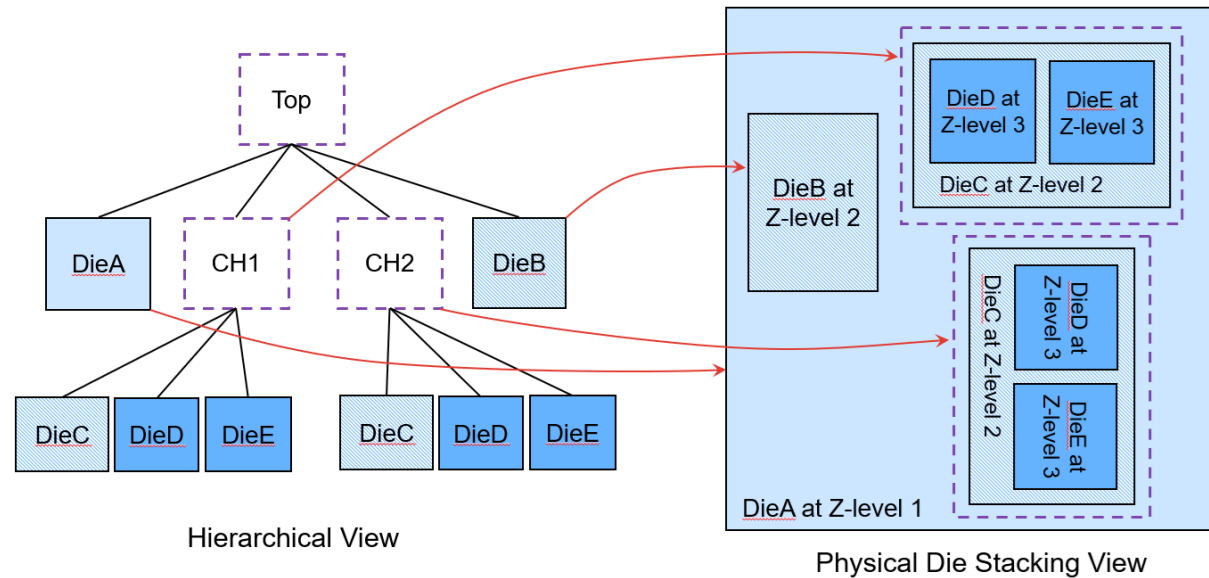 Top
DieA
CH1
CH2
DieB
DieC
DieD
DieE
DieC
DieD
DieE
Hierarchical View
DieD at
Z-level 3
DieE at
Z-level 3
DieC at Z-level 2
DieB at
Z-level 2
DieD at
Z-level 3
DieE at
Z-level 3
DieC at Z-level 2
DieA at Z-level 1
Physical Die Stacking View